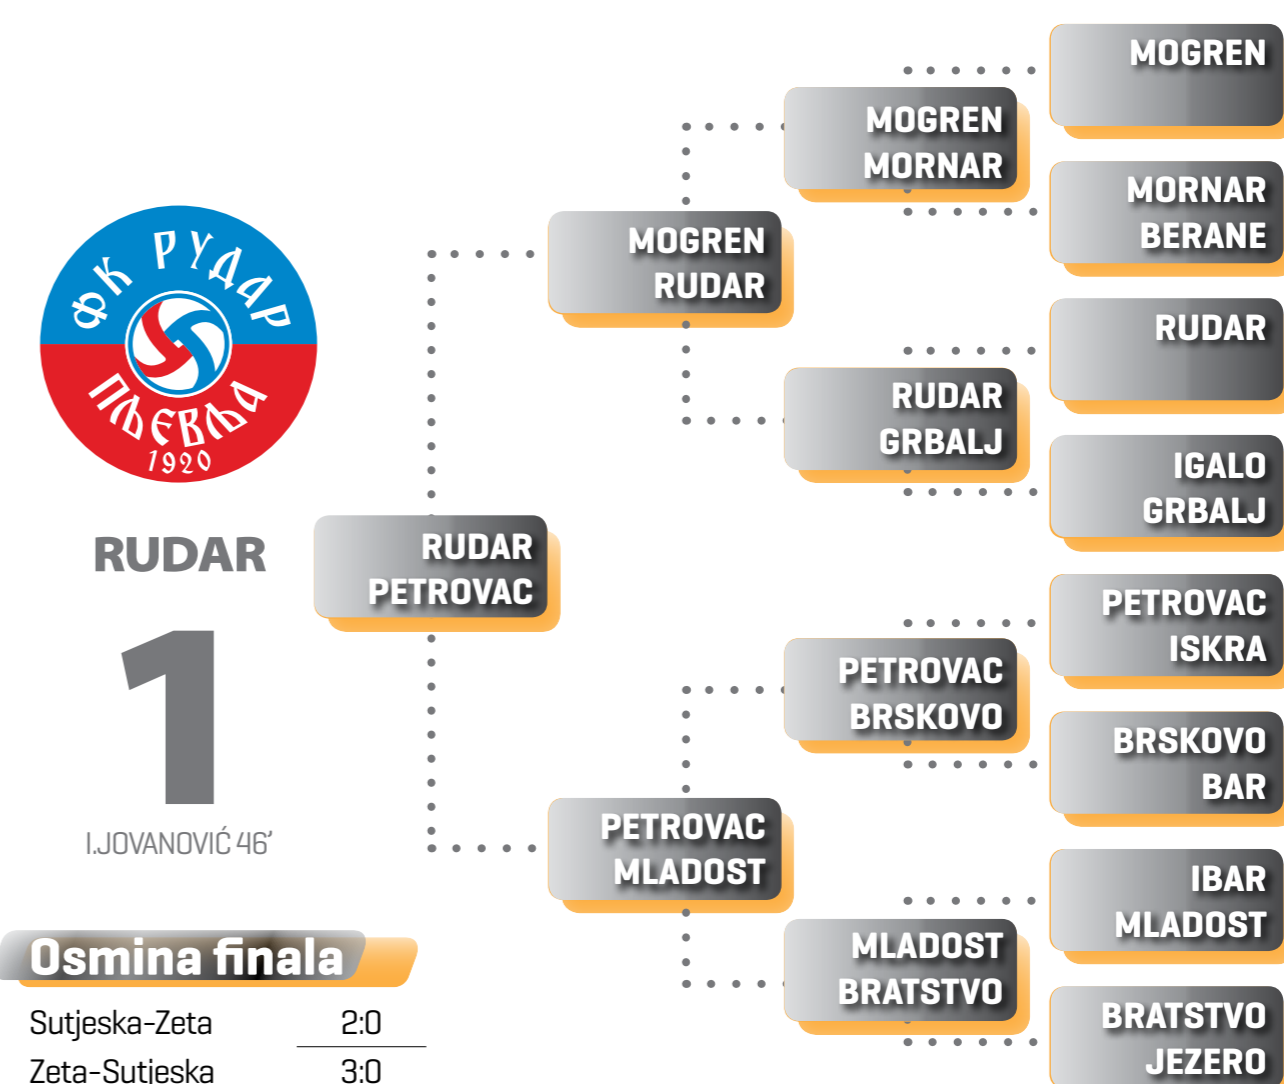 ФК РУДАР
ПЉЕВЉА
1920
RUDAR
1
I.JOVANOVIĆ 46'
RUDAR
PETROVAC
MOGREN
RUDAR
PETROVAC
MLADOST
MOGREN
MORNAR
RUDAR
GRBALJ
PETROVAC
BRSKOVO
MLADOST
BRATSTVO
MOGREN
MORNAR
BERANE
RUDAR
IGALO
GRBALJ
PETROVAC
ISKRA
BRSKOVO
BAR
IBAR
MLADOST
BRATSTVO
JEZERO
Osmina finala
Sutjeska-Zeta 2:0
Zeta-Sutjeska 3:0